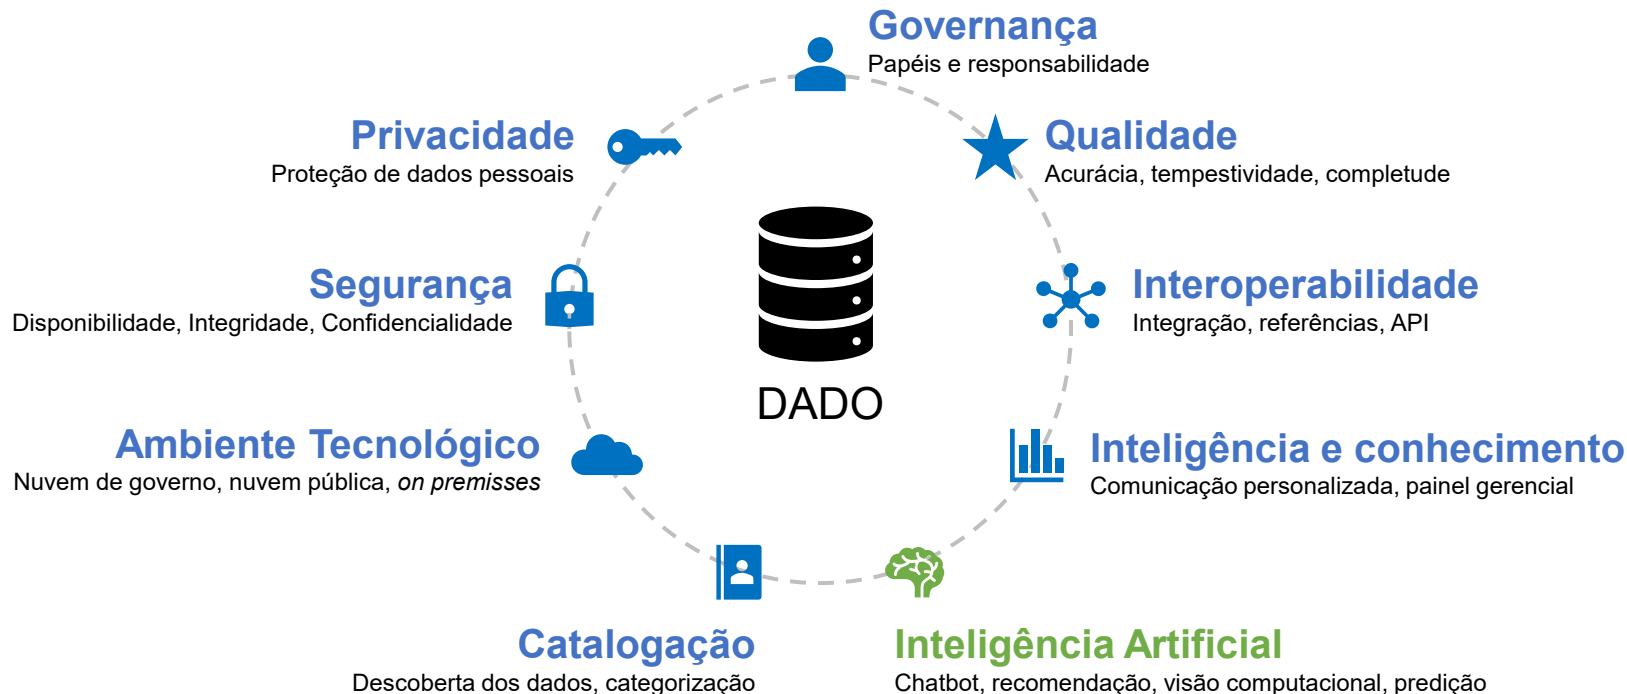 Governança
Papéis e responsabilidade
Privacidade
Proteção de dados pessoais
Qualidade
Acurácia, tempestividade, completude
Segurança
Disponibilidade, Integridade, Confidencialidade
Interoperabilidade
Integração, referências, API
DADO
Ambiente Tecnológico
Nuvem de governo, nuvem pública, on premisses
Inteligência e conhecimento
Comunicação personalizada, painel gerencial
Catalogação
Descoberta dos dados, categorização
Inteligência Artificial
Chatbot, recomendação, visão computacional, predição